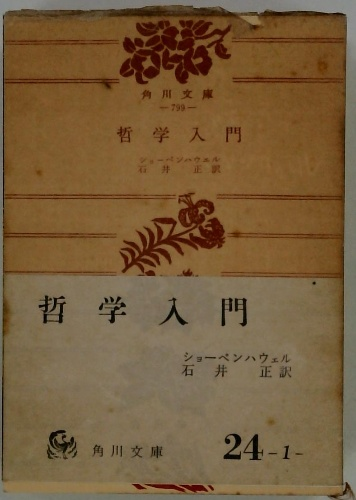 角川文庫
—799—
哲学入門
ショーペンハウェル
石井 正訳
哲学入門
ショーペンハウェル
石井 正訳
角川文庫
24-1-